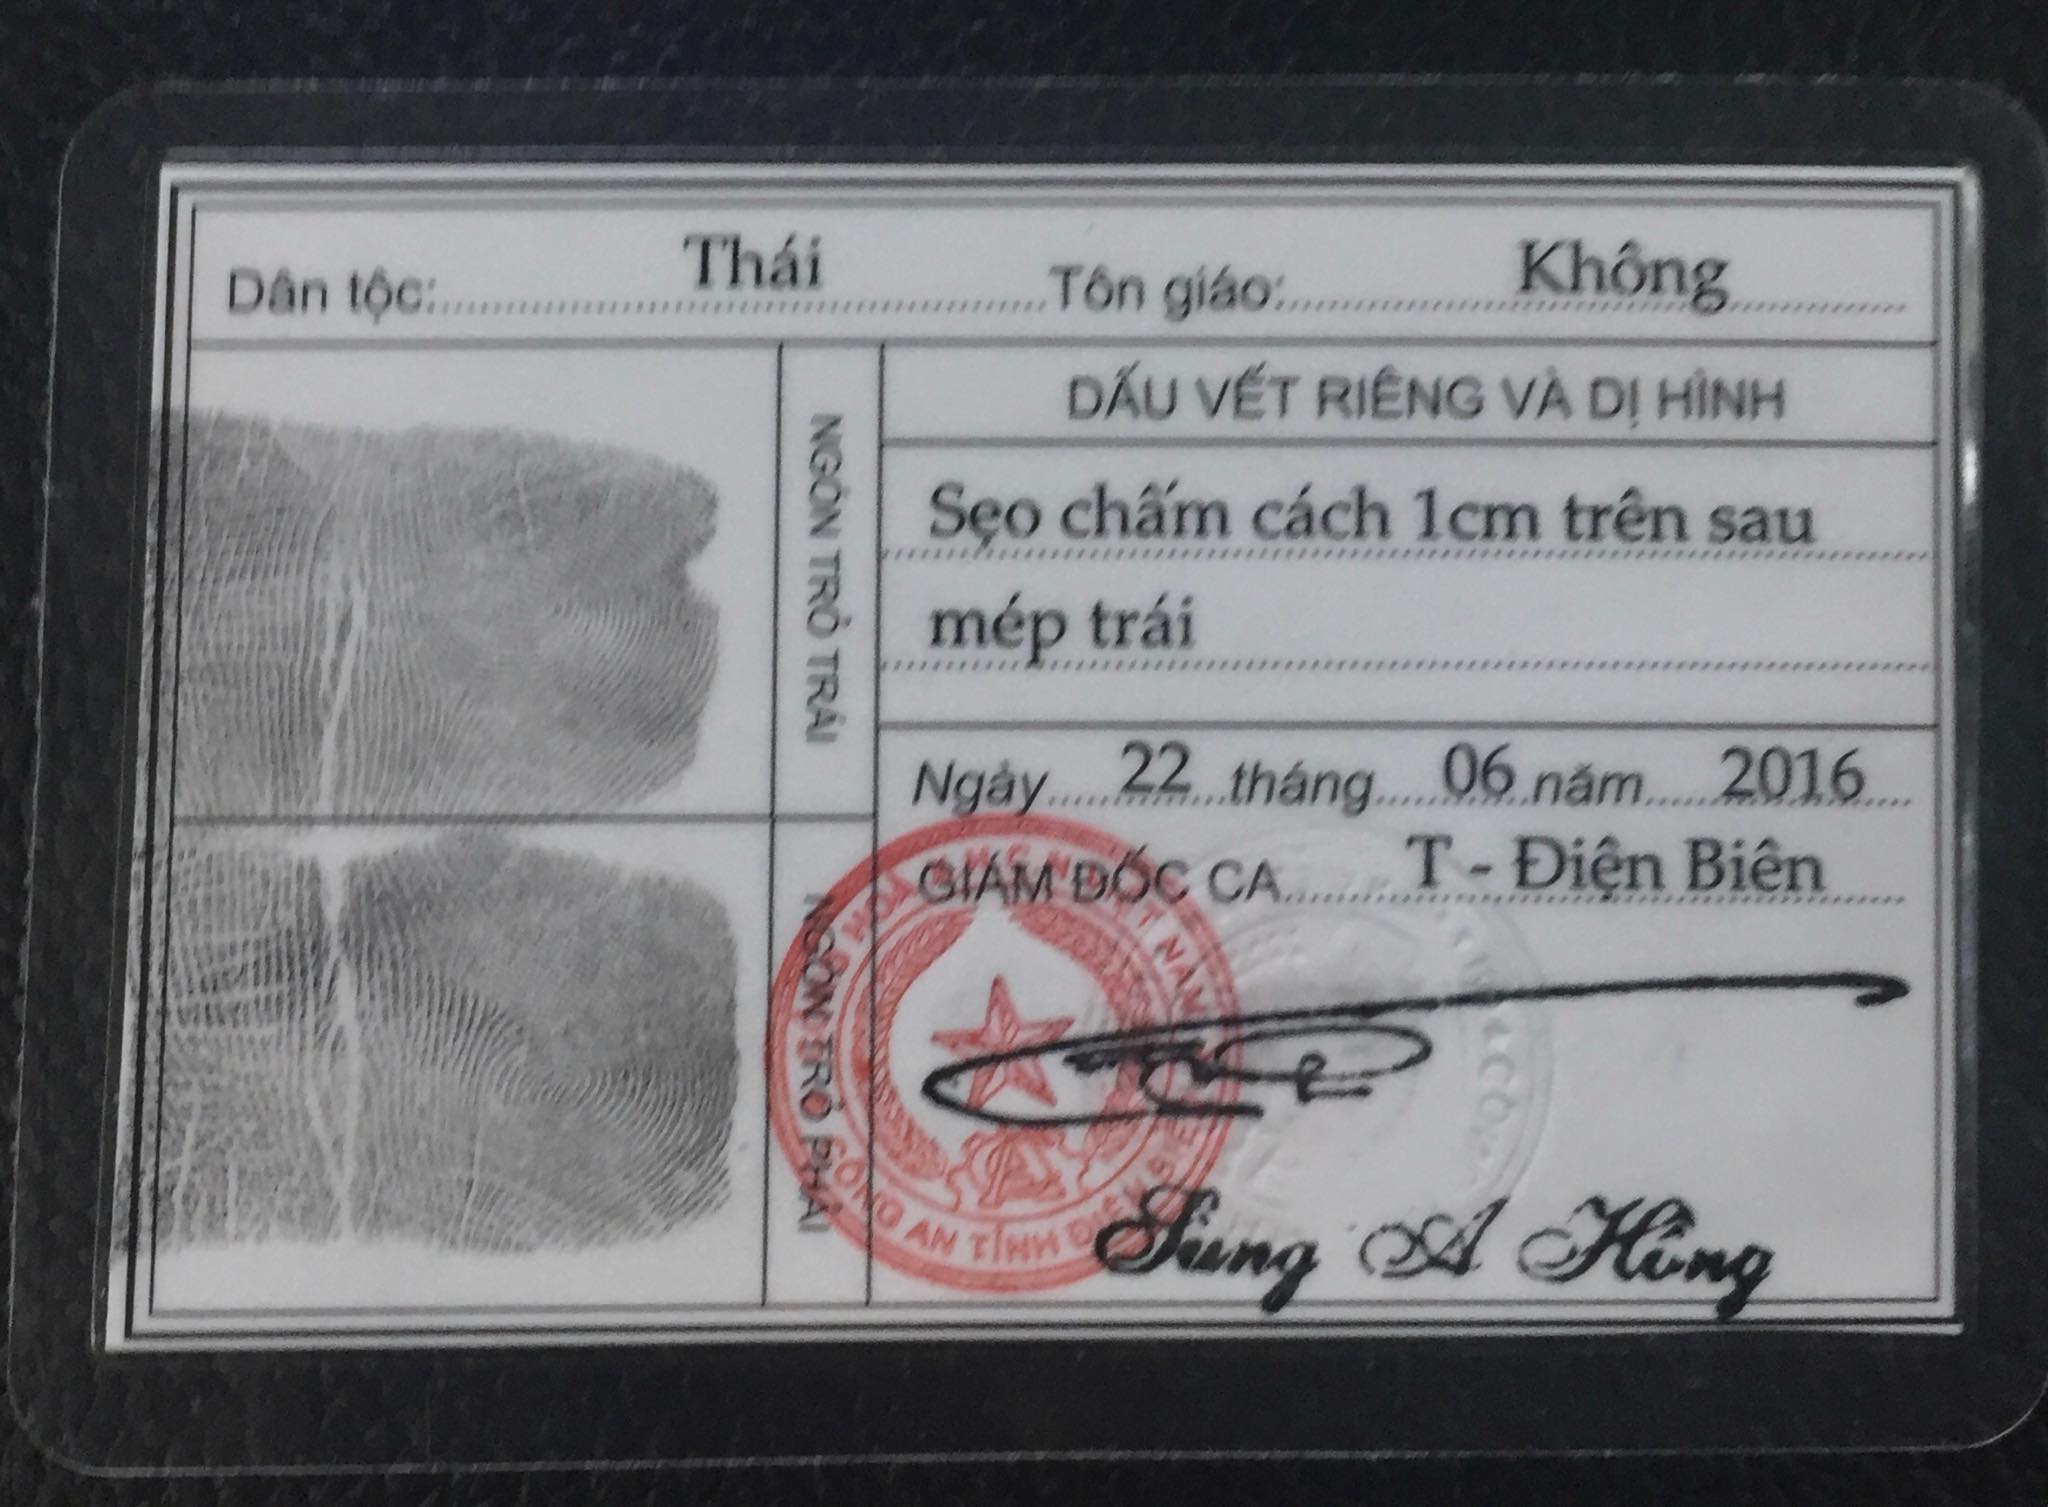 Dân tộc: Thái Tôn giáo: Không
NGÓN TRỎ TRÁI
NGÓN TRỎ PHẢI
DẤU VẾT RIÊNG VÀ DỊ HÌNH
Sẹo chấm cách 1cm trên sau
mép trái
Ngày 22 tháng 06 năm 2016
GIÁM ĐỐC CA T - Điện Biên
CÔNG AN TỈNH ĐIỆN BIÊN
Sùng A Hồng